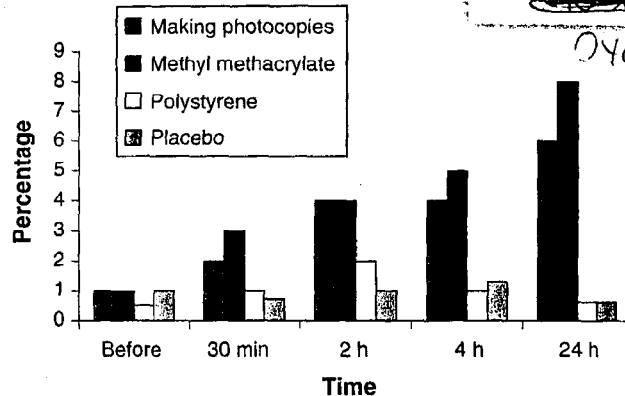 Making photocopies
Methyl methacrylate
Polystyrene
Placebo
9
8
7
6
5
4
3
2
1
0
Percentage
Before 30 min 2 h 4 h 24 h
Time